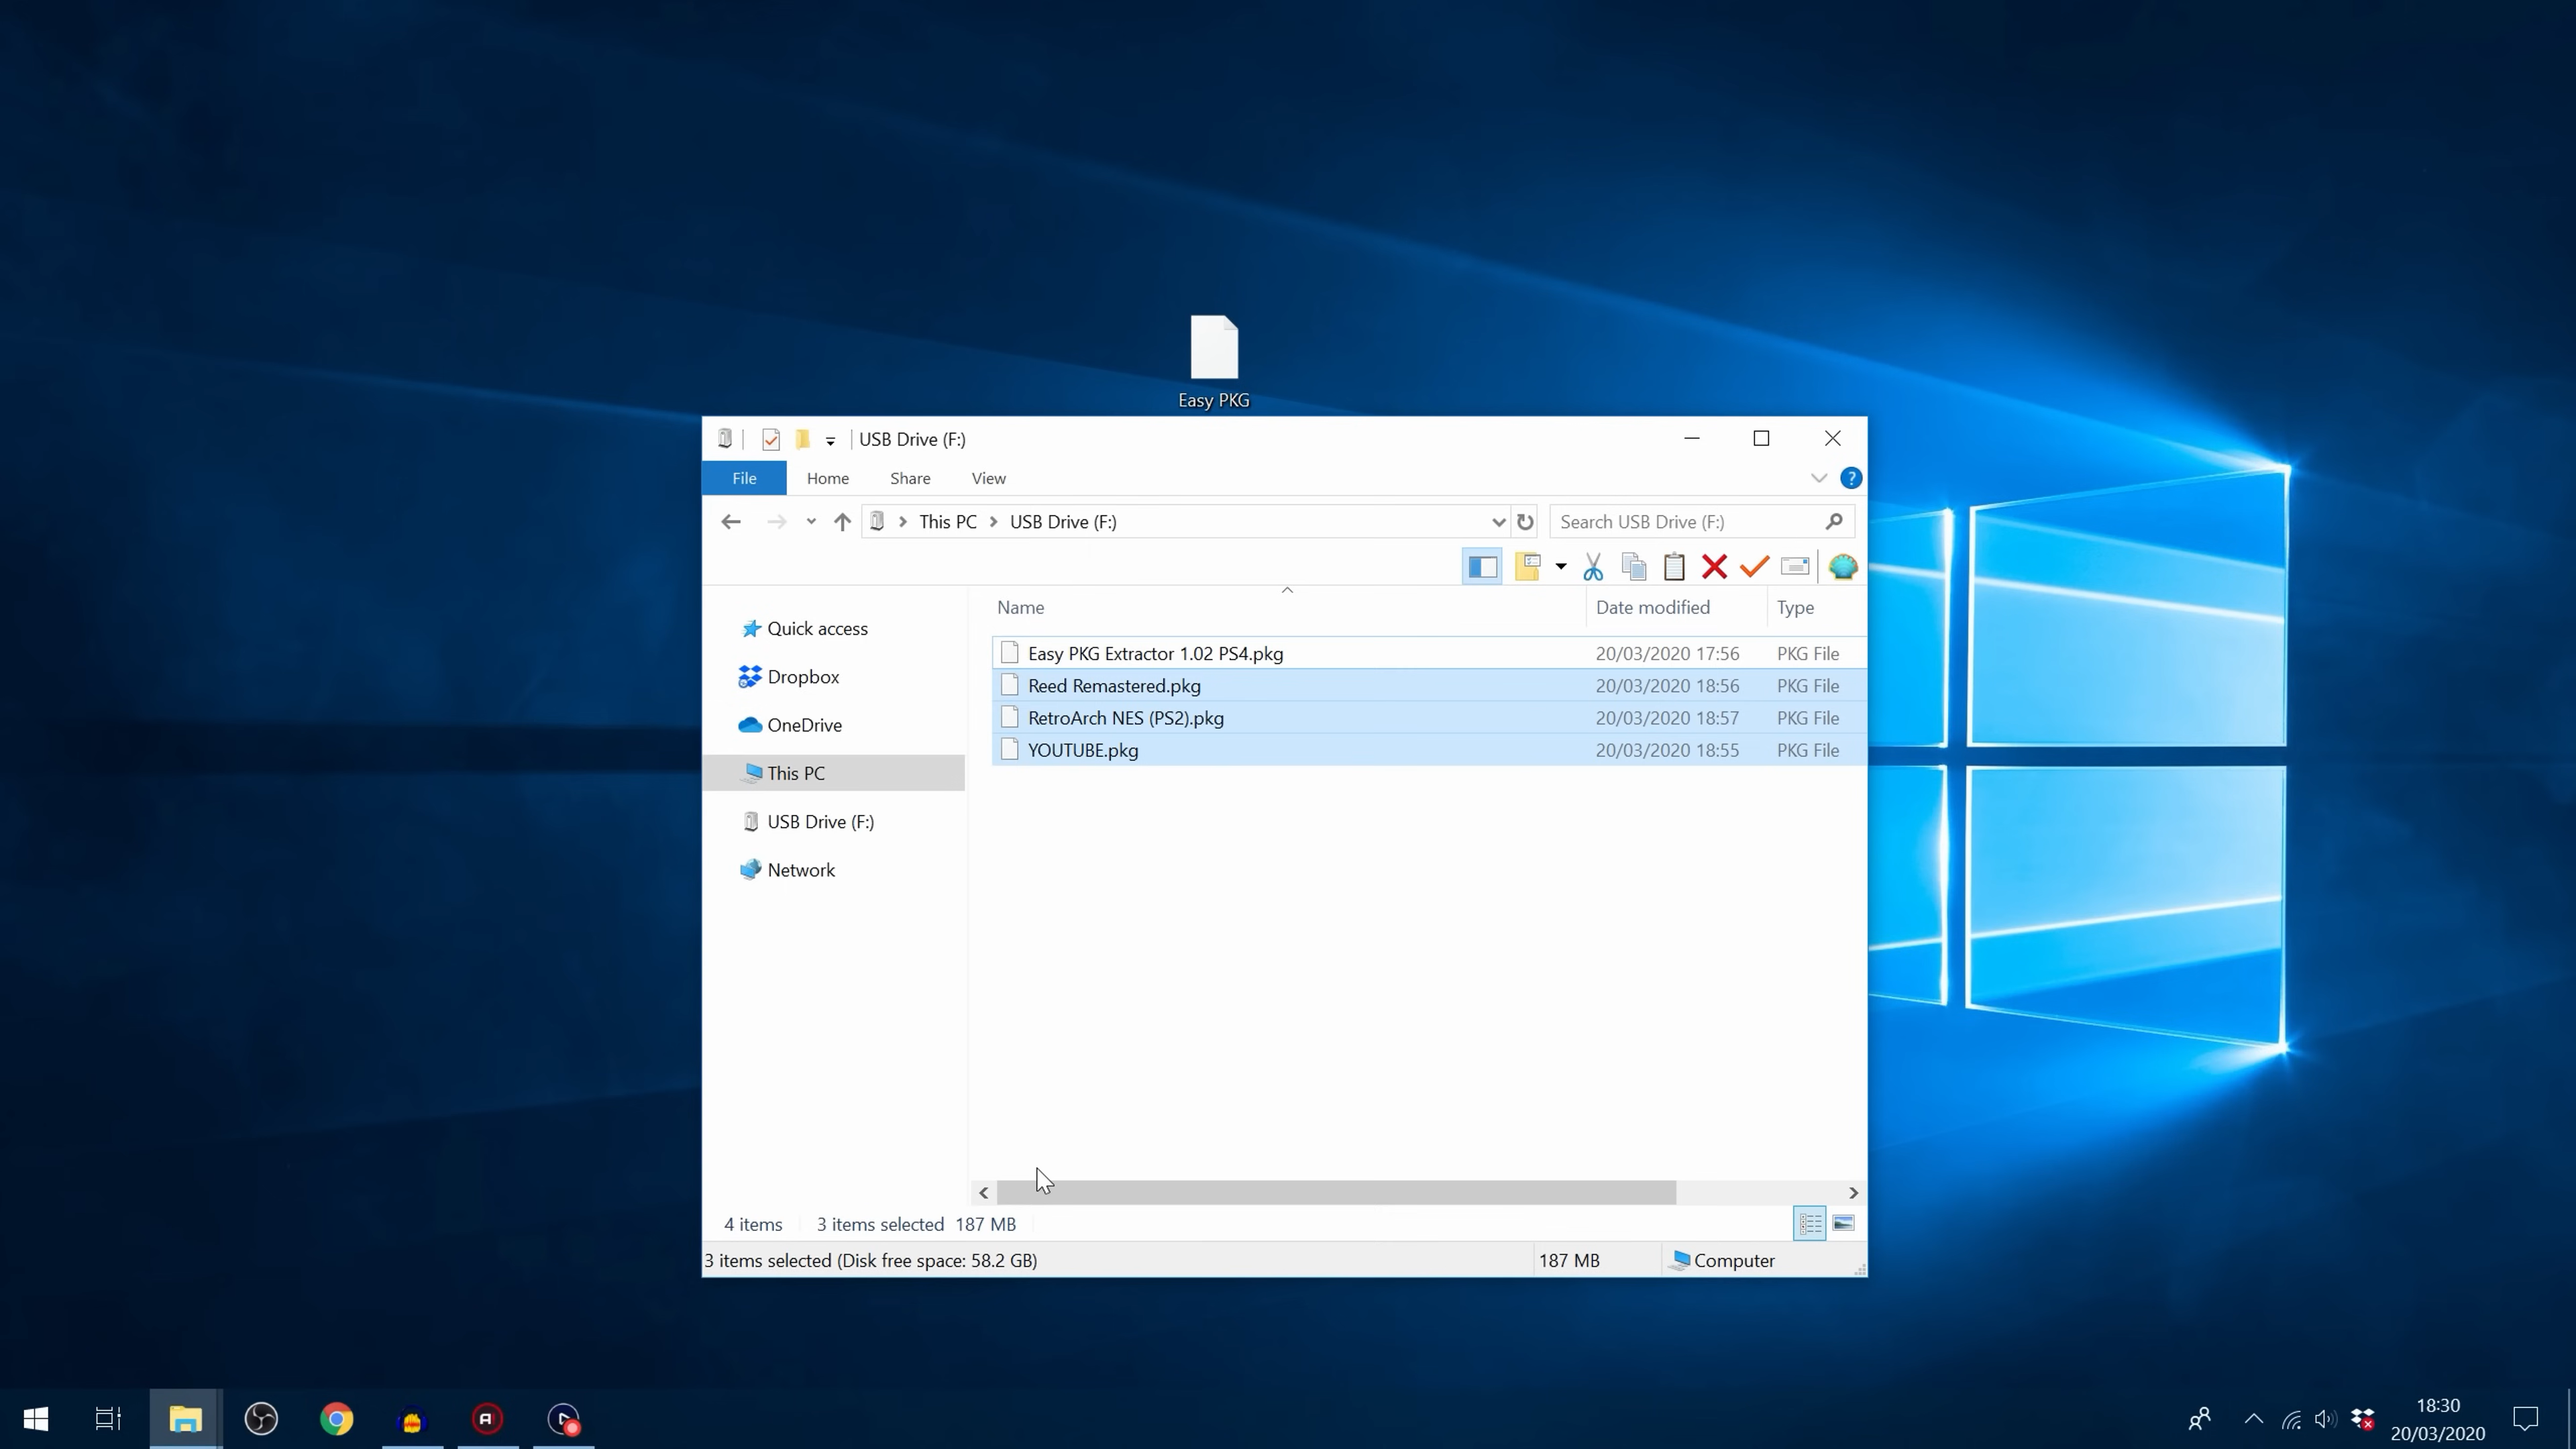 Easy PKG
USB Drive (F:)
File Home Share View
This PC USB Drive (F:) Search USB Drive (F:)
Name Date modified Type
Quick access
Dropbox
OneDrive
This PC
USB Drive (F:)
Network
Easy PKG Extractor 1.02 PS4.pkg 20/03/2020 17:56 PKG File
Reed Remastered.pkg 20/03/2020 18:56 PKG File
RetroArch NES (PS2).pkg 20/03/2020 18:57 PKG File
YOUTUBE.pkg 20/03/2020 18:55 PKG File
4 items 3 items selected 187 MB
3 items selected (Disk free space: 58.2 GB) 187 MB Computer
18:30
20/03/2020